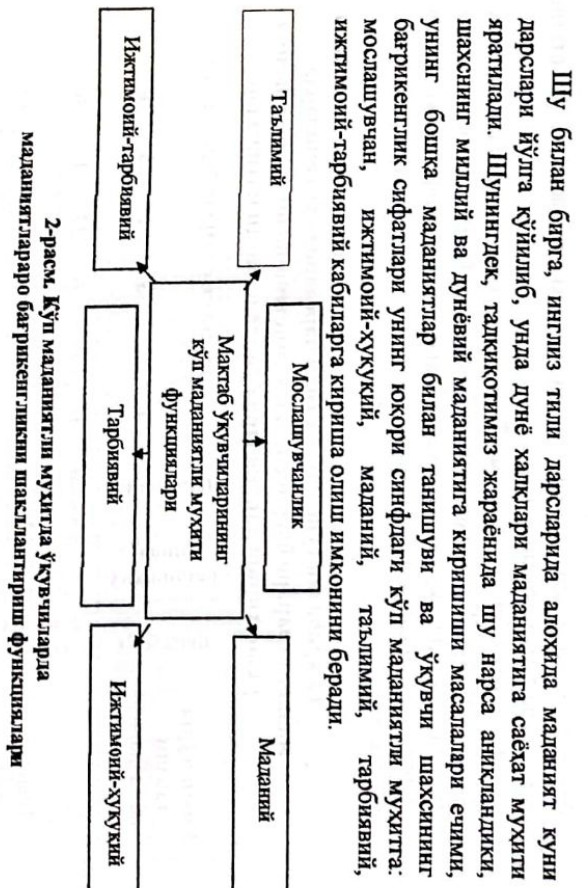 Шу билан бирга, инглиз тили дарсларида алоҳида маданият куни
дарслари йўлга қўйилиб, унда дунё халқлари маданиятига саёҳат муҳити
яратилади. Шунингдек, тадқиқотимиз жараёнида шу нарса аниқландики,
шахснинг миллий ва дунёвий маданиятига киришиши масалалари ечими,
унинг бошқа маданиятлар билан танишуви ва ўқувчи шахсининг
бағрикенглик сифатлари унинг юқори синфдаги кўп маданиятли муҳитга:
мослашувчан, ижтимоий-ҳуқуқий, маданий, таълимий, тарбиявий,
ижтимоий-тарбиявий кабиларга кириша олиш имконини беради.
Таълимий
Мослашувчанлик
Маданий
Мактаб ўқувчиларининг
кўп маданиятли муҳити
функциялари
Ижтимоий-тарбиявий
Тарбиявий
Ижтимоий-ҳуқуқий
2-расм. Кўп маданиятли муҳитда ўқувчиларда
маданиятлараро бағрикенгликни шакллантириш функциялари